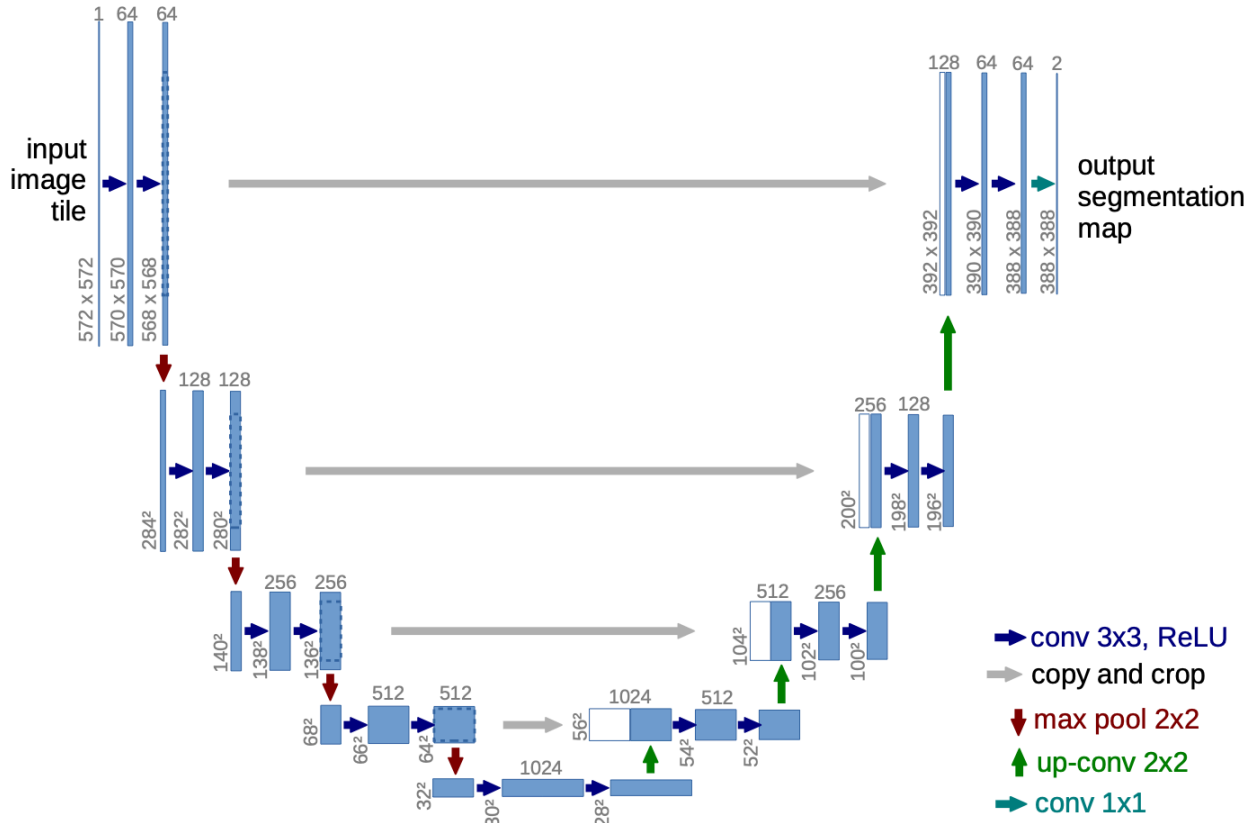 1 64 64
128 64 64 2
input
image
tile
output
segmentation
map
572 x 572
570 x 570
568 x 568
392 x 392
390 x 390
388 x 388
388 x 388
128 128
256 128
284²
282²
280²
200²
198²
196²
256 256
512 256
140²
138²
136²
104²
102²
100²
conv 3x3, ReLU
copy and crop
max pool 2x2
up-conv 2x2
conv 1x1
512 512
1024 512
68²
66²
64²
56²
54²
52²
1024
32²
30²
28²